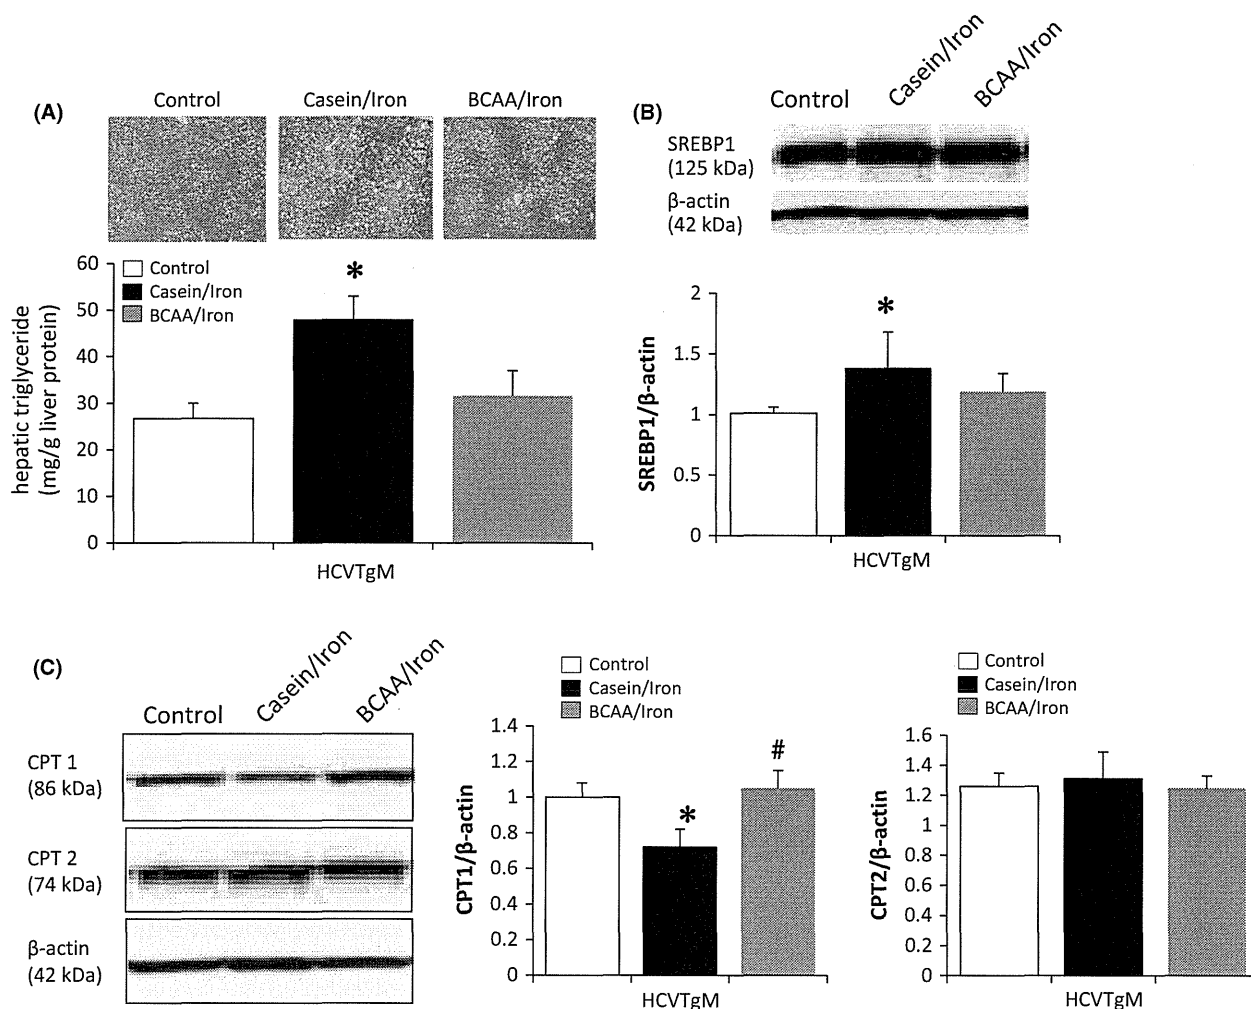 (A)
Control Casein/Iron BCAA/Iron
60
50
40
30
20
10
0
hepatic triglyceride
(mg/g liver protein)
Control
Casein/Iron
BCAA/Iron
*
HCVTgM
(B)
Control Casein/Iron BCAA/Iron
SREBP1
(125 kDa)
β-actin
(42 kDa)
2
1.5
1
0.5
0
SREBP1/β-actin
*
HCVTgM
(C)
Control Casein/Iron BCAA/Iron
CPT 1
(86 kDa)
CPT 2
(74 kDa)
β-actin
(42 kDa)
Control
Casein/Iron
BCAA/Iron
1.4
1.2
1
0.8
0.6
0.4
0.2
0
CPT1/β-actin
*
#
HCVTgM
Control
Casein/Iron
BCAA/Iron
1.6
1.4
1.2
1
0.8
0.6
0.4
0.2
0
CPT2/β-actin
HCVTgM